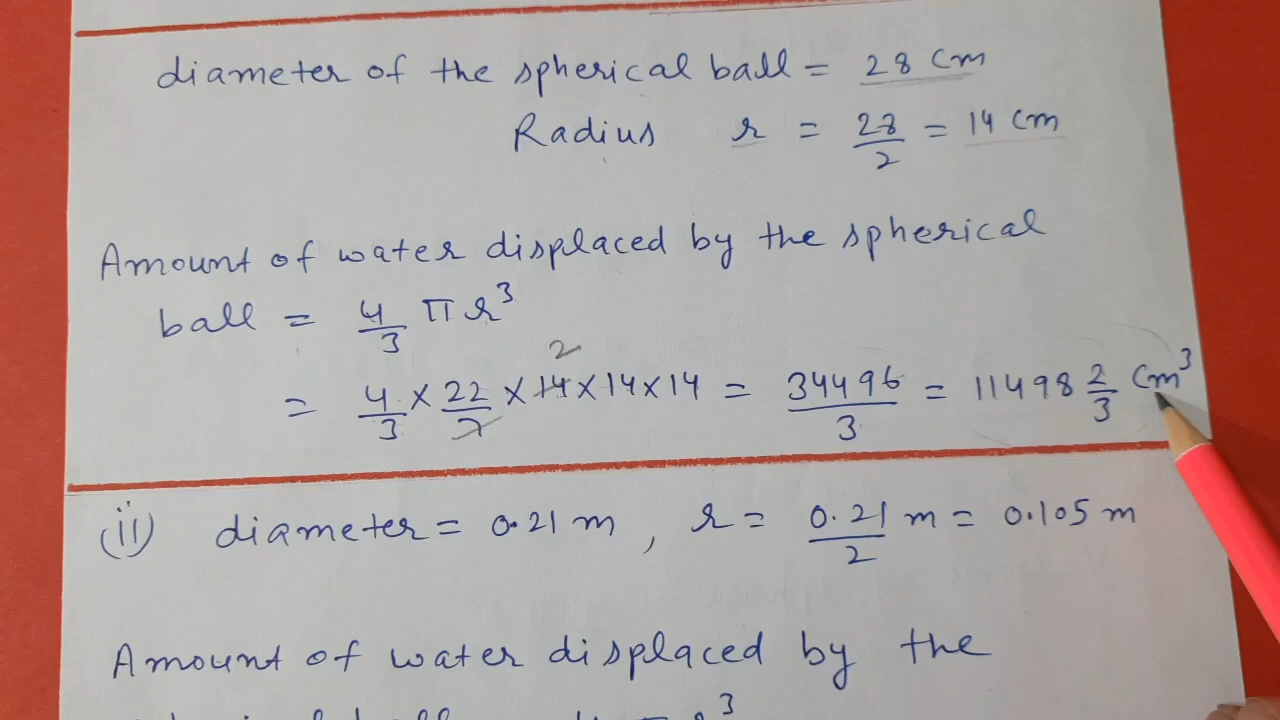 diameter of the spherical ball = 28 cm
Radius r = 28/2 = 14 cm
Amount of water displaced by the spherical
ball = 4/3 π r³
2
= 4/3 × 22/7 × 14 × 14 × 14 = 34496/3 = 11498 2/3 cm³
(ii) diameter = 0.21 m, r = 0.21/2 m = 0.105 m
Amount of water displaced by the
3